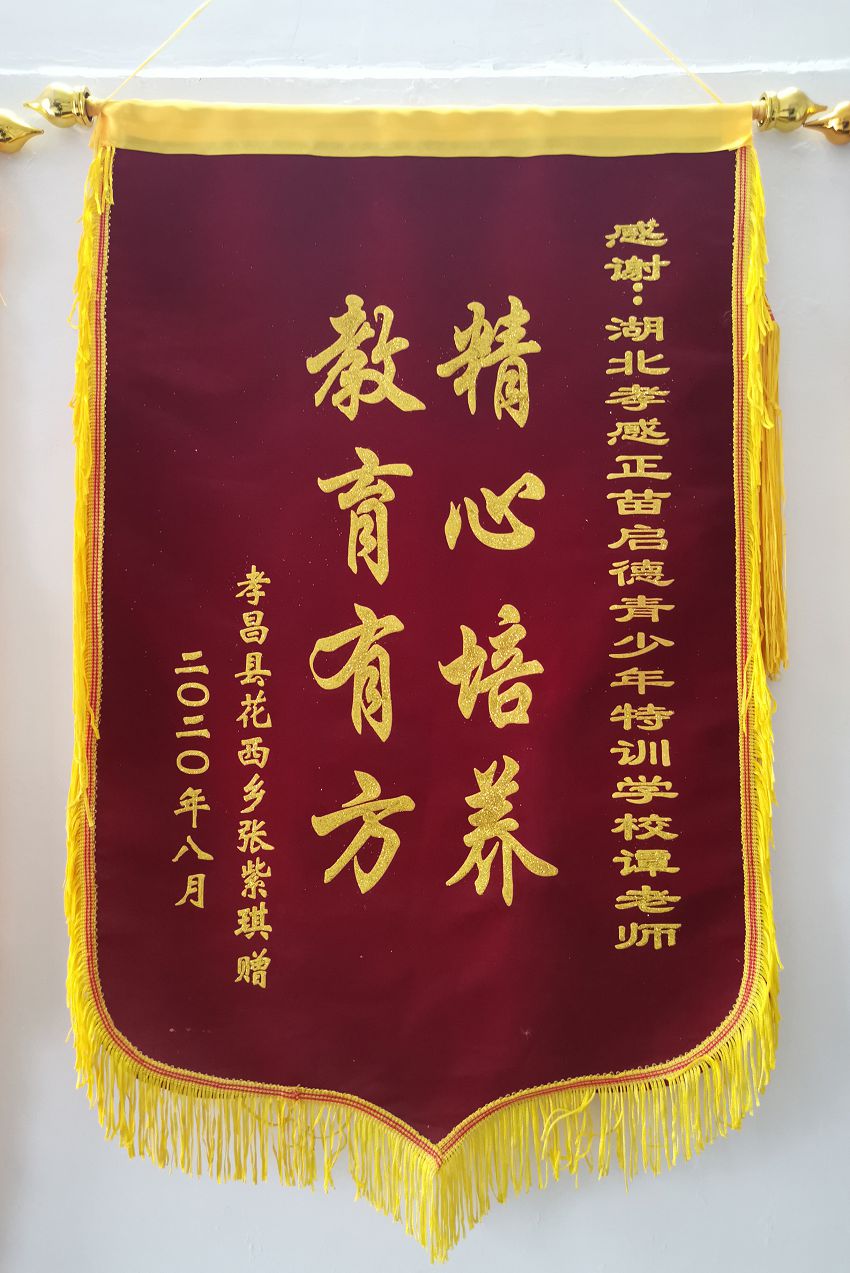 感谢：湖北孝感正苗启德青少年特训学校谭老师
精心培养
教育有方
孝昌县花西乡张紫琪赠
二〇二〇年八月